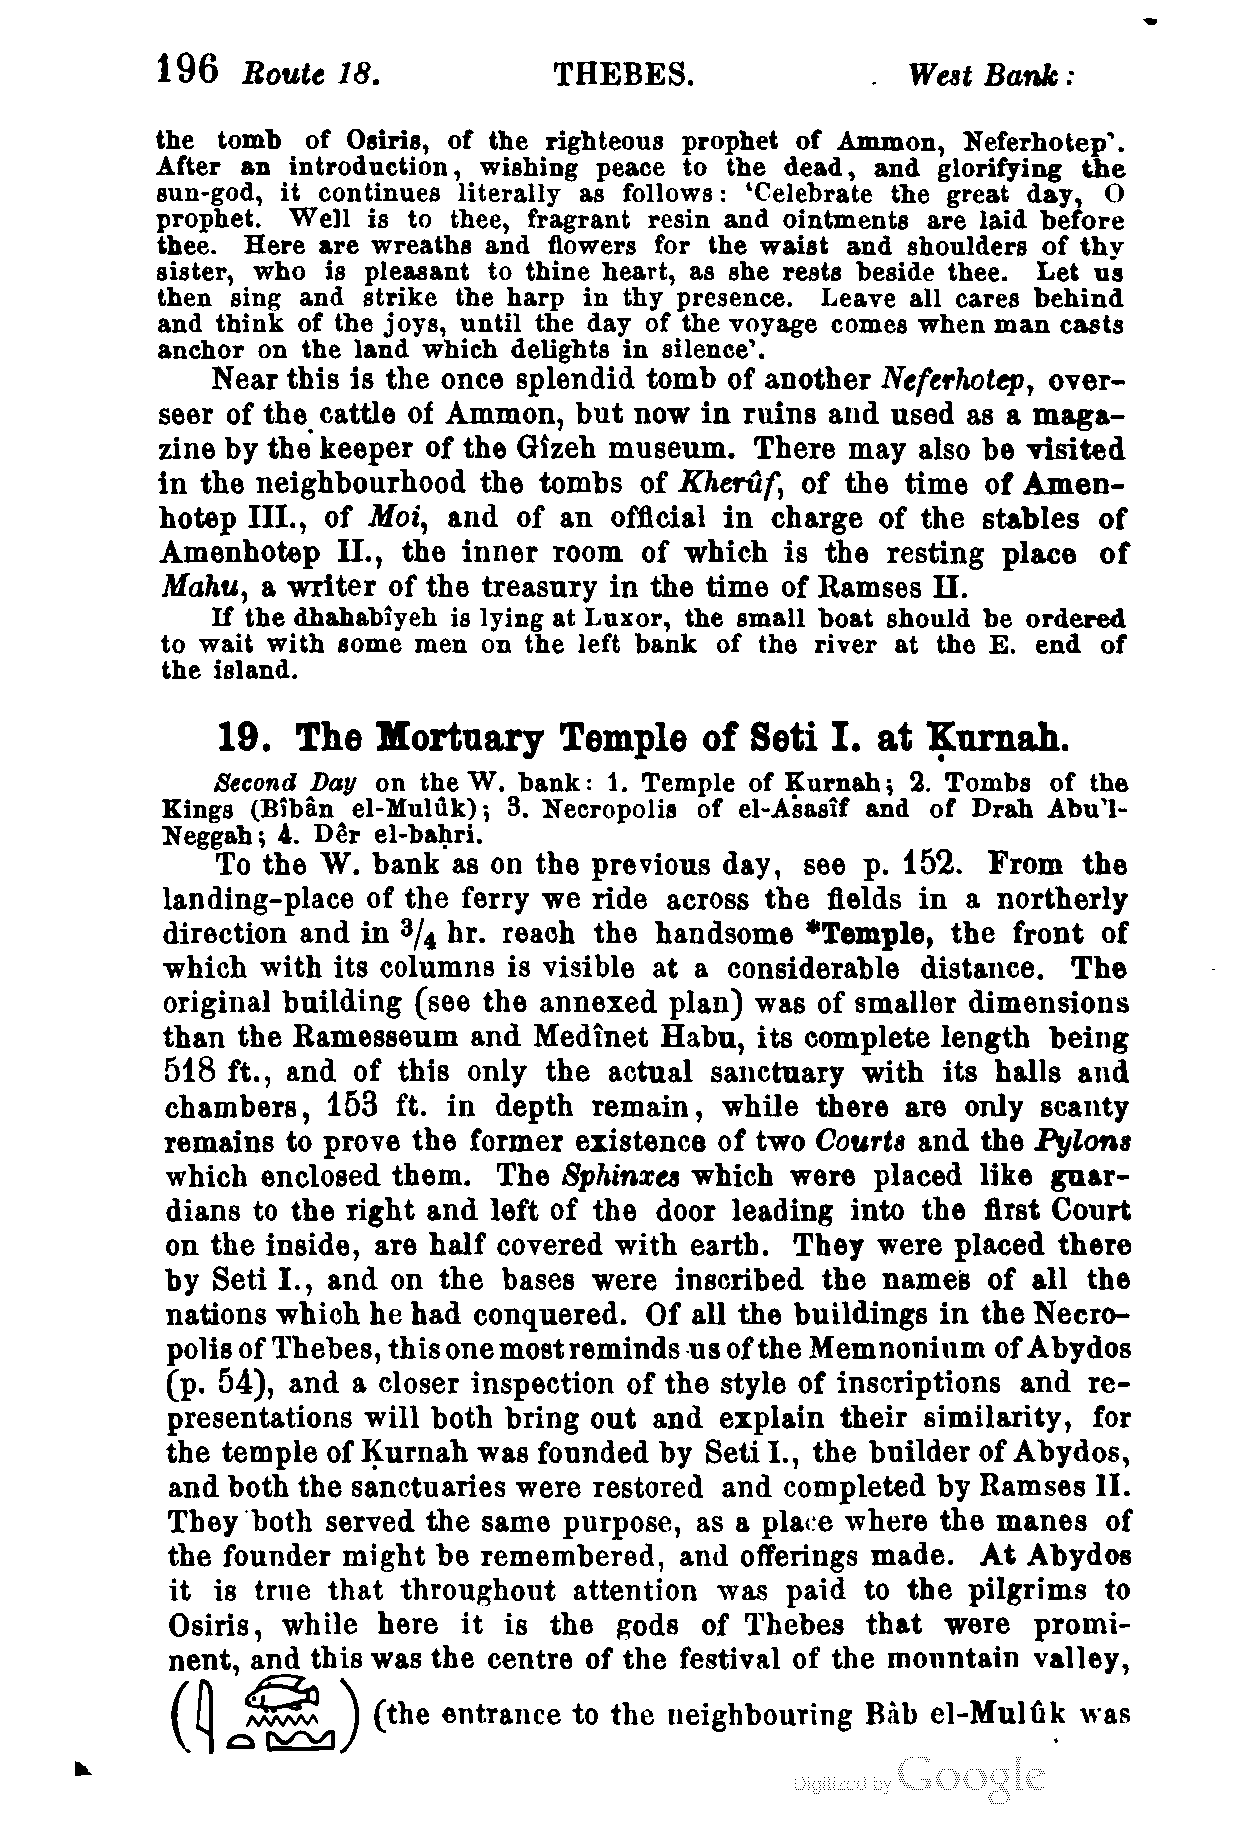 196 Route 18. THEBES. West Bank:
the tomb of Osiris, of the righteous prophet of Ammon, Neferhotep'.
After an introduction, wishing peace to the dead, and glorifying the
sun-god, it continues literally as follows: 'Celebrate the great day, O
prophet. Well is to thee, fragrant resin and ointments are laid before
thee. Here are wreaths and flowers for the waist and shoulders of thy
sister, who is pleasant to thine heart, as she rests beside thee. Let us
then sing and strike the harp in thy presence. Leave all cares behind
and think of the joys, until the day of the voyage comes when man casts
anchor on the land which delights in silence'.
Near this is the once splendid tomb of another Neferhotep, over-
seer of the cattle of Ammon, but now in ruins and used as a maga-
zine by the keeper of the Gîzeh museum. There may also be visited
in the neighbourhood the tombs of Kherûf, of the time of Amen-
hotep III., of Moi, and of an official in charge of the stables of
Amenhotep II., the inner room of which is the resting place of
Mahu, a writer of the treasury in the time of Ramses II.
If the dhahabîyeh is lying at Luxor, the small boat should be ordered
to wait with some men on the left bank of the river at the E. end of
the island.
19. The Mortuary Temple of Seti I. at Ḳurnah.
Second Day on the W. bank: 1. Temple of Ḳurnah; 2. Tombs of the
Kings (Bîbân el-Mulûk); 3. Necropolis of el-Asasîf and of Drah Abu'l-
Neggah; 4. Dêr el-baḥri.
To the W. bank as on the previous day, see p. 152. From the
landing-place of the ferry we ride across the fields in a northerly
direction and in 3/4 hr. reach the handsome *Temple, the front of
which with its columns is visible at a considerable distance. The
original building (see the annexed plan) was of smaller dimensions
than the Ramesseum and Medînet Habu, its complete length being
518 ft., and of this only the actual sanctuary with its halls and
chambers, 153 ft. in depth remain, while there are only scanty
remains to prove the former existence of two Courts and the Pylons
which enclosed them. The Sphinxes which were placed like guar-
dians to the right and left of the door leading into the first Court
on the inside, are half covered with earth. They were placed there
by Seti I., and on the bases were inscribed the names of all the
nations which he had conquered. Of all the buildings in the Necro-
polis of Thebes, this one most reminds us of the Memnonium of Abydos
(p. 54), and a closer inspection of the style of inscriptions and re-
presentations will both bring out and explain their similarity, for
the temple of Ḳurnah was founded by Seti I., the builder of Abydos,
and both the sanctuaries were restored and completed by Ramses II.
They both served the same purpose, as a place where the manes of
the founder might be remembered, and offerings made. At Abydos
it is true that throughout attention was paid to the pilgrims to
Osiris, while here it is the gods of Thebes that were promi-
nent, and this was the centre of the festival of the mountain valley,
( ) (the entrance to the neighbouring Bâb el-Mulûk was
Digitized by Google